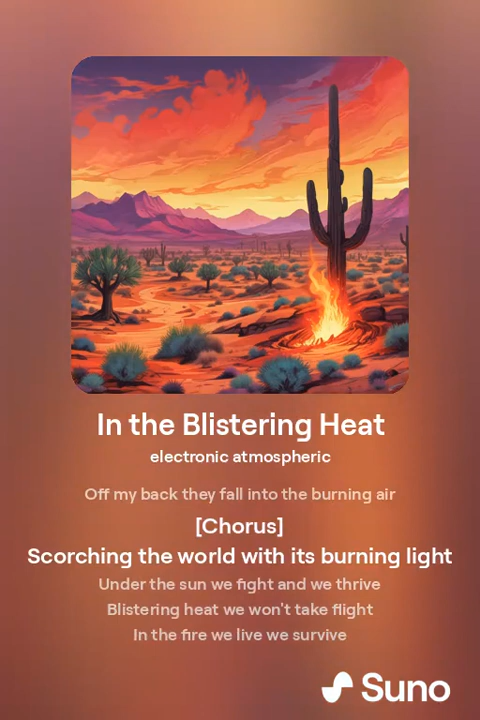 In the Blistering Heat
electronic atmospheric
Off my back they fall into the burning air
[Chorus]
Scorching the world with its burning light
Under the sun we fight and we thrive
Blistering heat we won't take flight
In the fire we live we survive
Suno